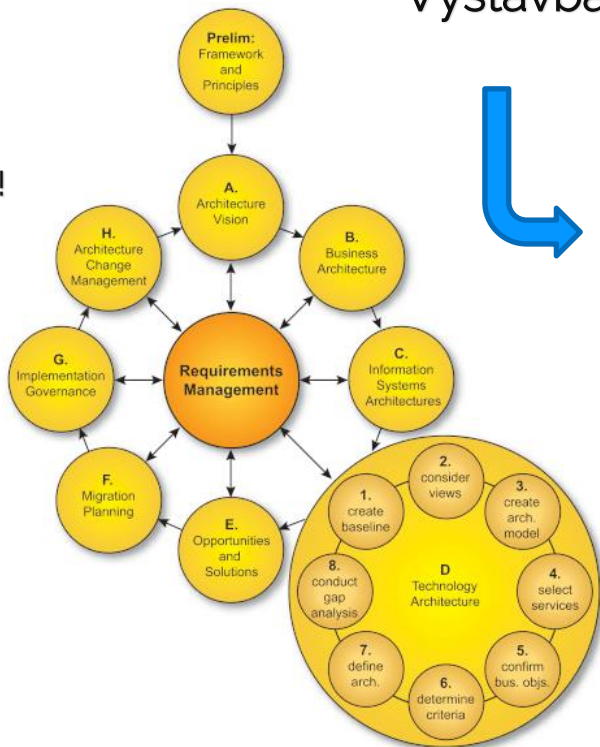 Výstavba
Prelim:
Framework
and
Principles
!
A.
Architecture
Vision
B.
Business
Architecture
C.
Information
Systems
Architectures
H.
Architecture
Change
Management
G.
Implementation
Governance
Requirements
Management
F.
Migration
Planning
E.
Opportunities
and
Solutions
D
Technology
Architecture
1.
create
baseline
2.
consider
views
3.
create
arch.
model
4.
select
services
5.
confirm
bus. objs.
6.
determine
criteria
7.
define
arch.
8.
conduct
gap
analysis